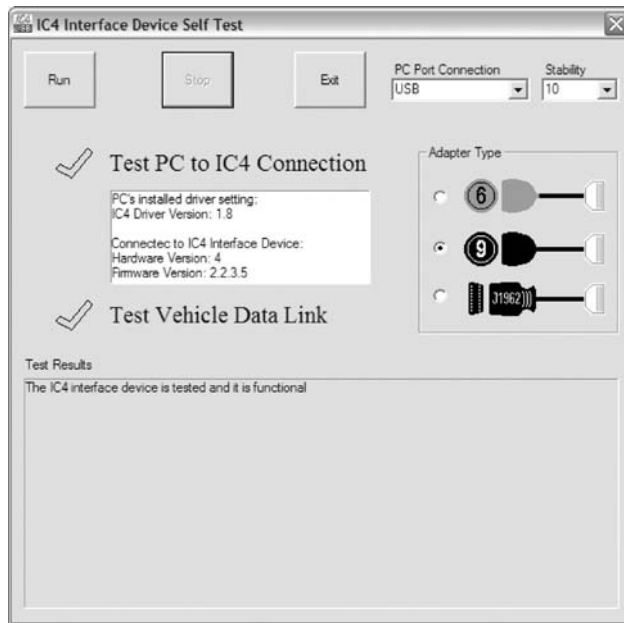 IC4 Interface Device Self Test
Run
Stop
Exit
PC Port Connection
USB
Stability
10
Test PC to IC4 Connection
PC's installed driver setting:
IC4 Driver Version: 1.8
Connectec to IC4 Interface Device:
Hardware Version: 4
Firmware Version: 2.2.3.5
Test Vehicle Data Link
Adapter Type
6
9
J1962)))
Test Results
The IC4 interface device is tested and it is functional